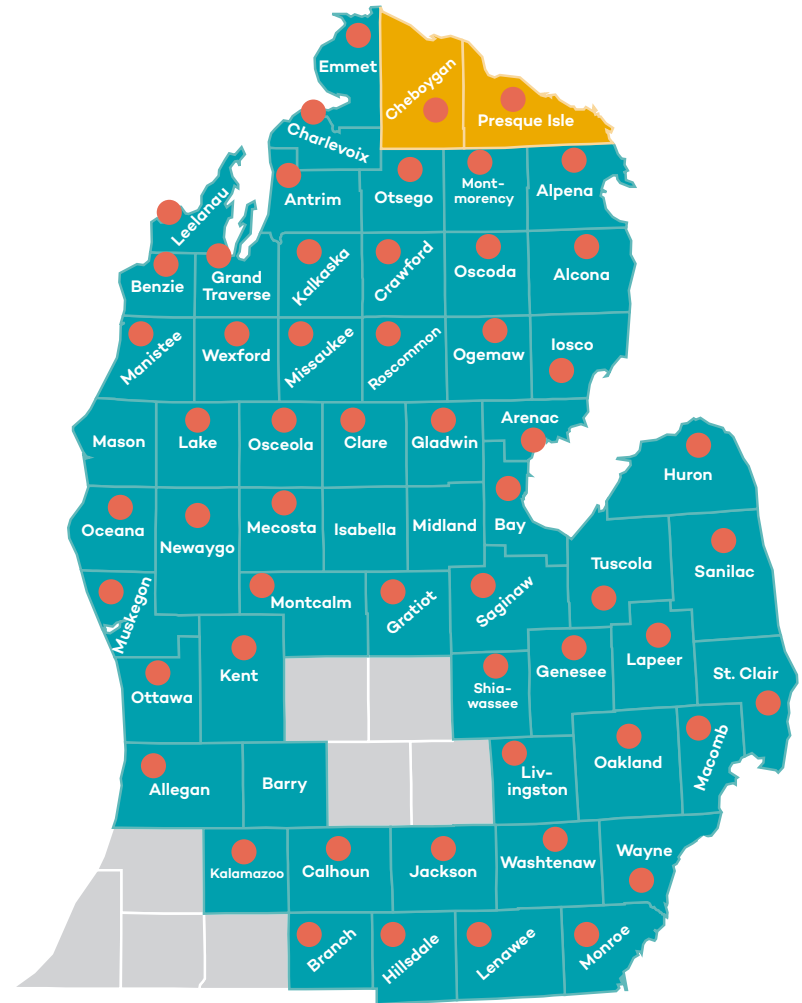 Emmet
Cheboygan
Presque Isle
Charlevoix
Antrim
Otsego
Mont-
morency
Alpena
Leelanau
Benzie
Grand
Traverse
Kalkaska
Crawford
Oscoda
Alcona
Manistee
Wexford
Missaukee
Roscommon
Ogemaw
Iosco
Mason
Lake
Osceola
Clare
Gladwin
Arenac
Huron
Oceana
Newaygo
Mecosta
Isabella
Midland
Bay
Tuscola
Sanilac
Muskegon
Montcalm
Gratiot
Saginaw
Ottawa
Kent
Shia-
wassee
Genesee
Lapeer
St. Clair
Allegan
Barry
Liv-
ingston
Oakland
Macomb
Kalamazoo
Calhoun
Jackson
Washtenaw
Wayne
Branch
Hillsdale
Lenawee
Monroe